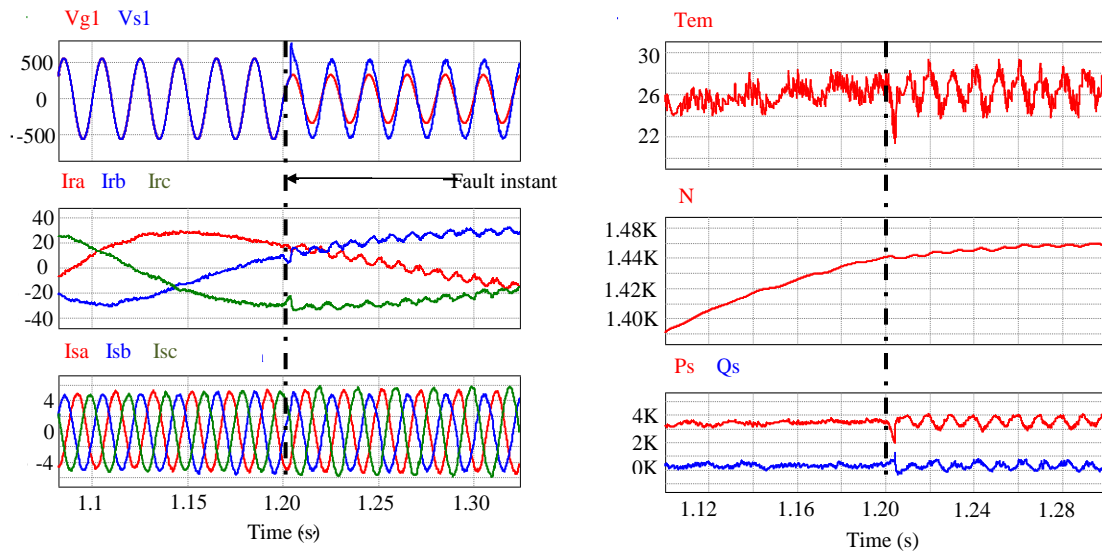 Vg1 Vs1
500
0
-500
Ira Irb Irc
Fault instant
40
20
0
-20
-40
Isa Isb Isc
4
0
-4
1.1 1.15 1.20 1.25 1.30
Time (s)
Tem
30
26
22
N
1.48K
1.44K
1.42K
1.40K
Ps Qs
4K
2K
0K
1.12 1.16 1.20 1.24 1.28
Time (s)